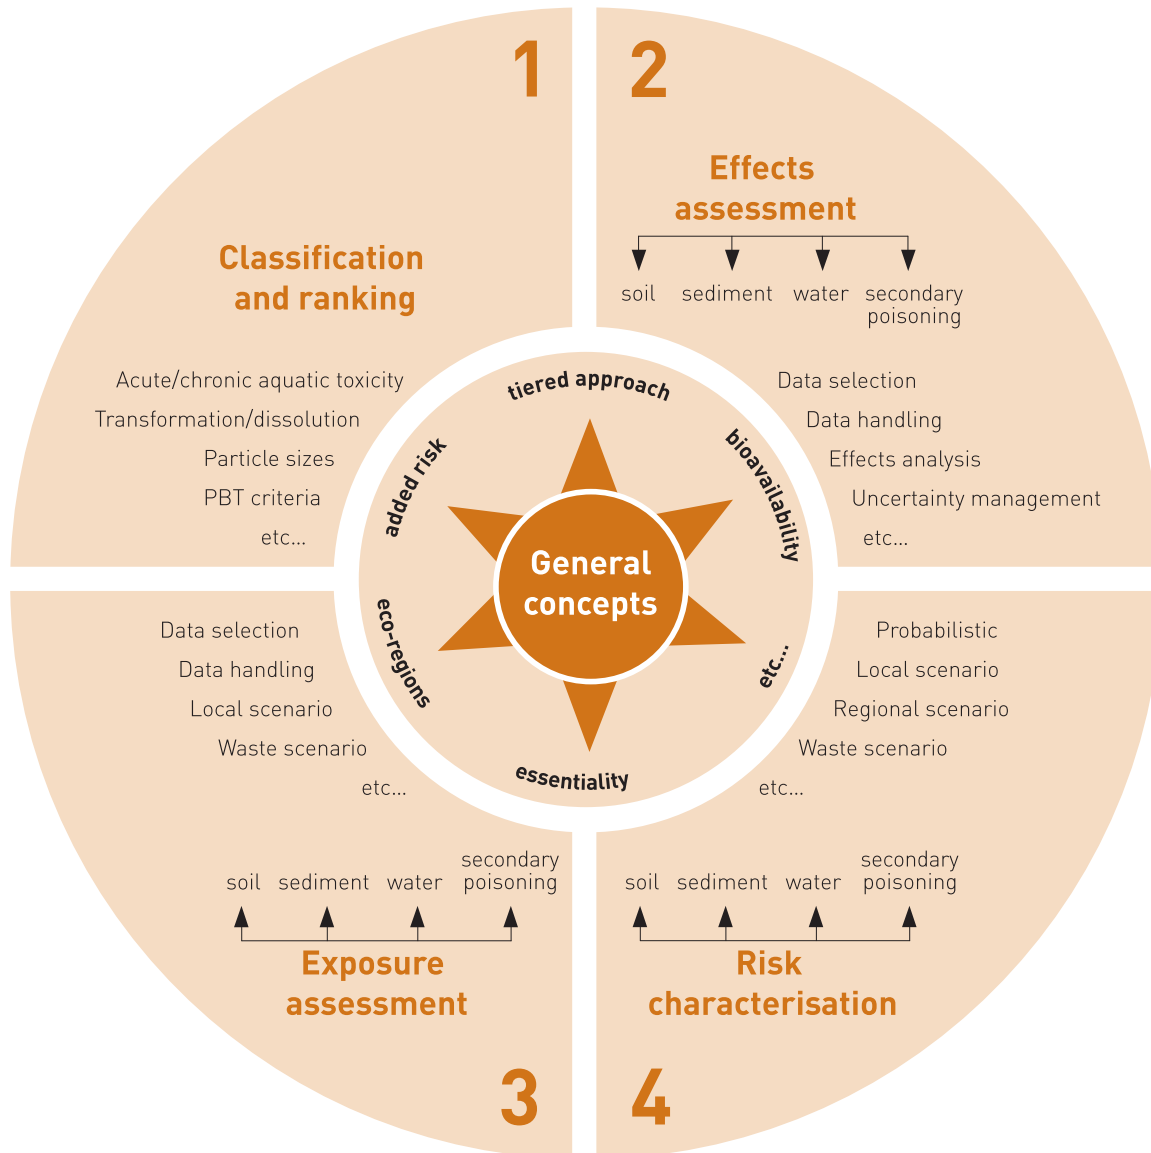 1
Classification
and ranking
Acute/chronic aquatic toxicity
Transformation/dissolution
Particle sizes
PBT criteria
etc...
2
Effects
assessment
soil sediment water secondary
poisoning
Data selection
Data handling
Effects analysis
Uncertainty management
etc...
tiered approach
bioavailability
etc...
essentiality
eco-regions
added risk
General
concepts
Data selection
Data handling
Local scenario
Waste scenario
etc...
secondary
soil sediment water poisoning
Exposure
assessment
3
Probabilistic
Local scenario
Regional scenario
Waste scenario
etc...
secondary
soil sediment water poisoning
Risk
characterisation
4